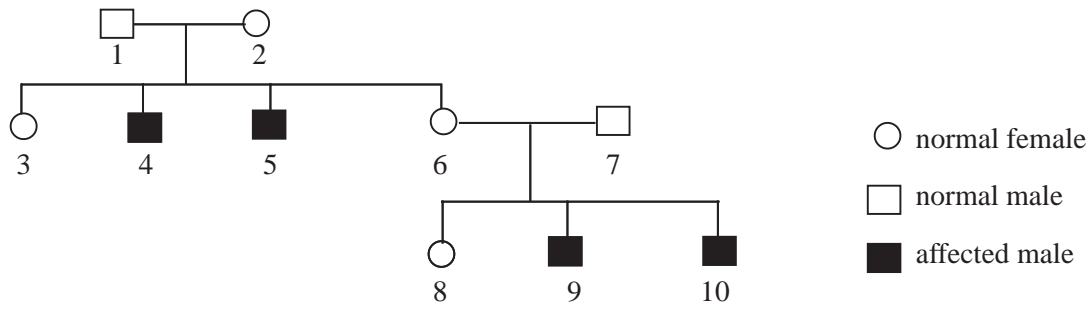 1 2
3 4 5 6 7
8 9 10
normal female
normal male
affected male